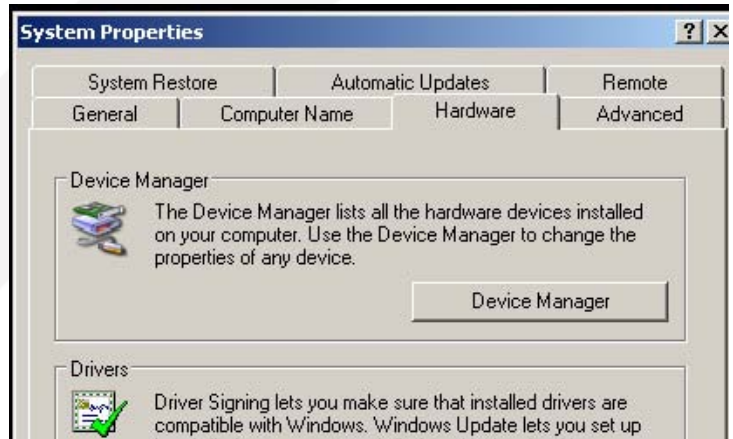 System Properties
System Restore Automatic Updates Remote
General Computer Name Hardware Advanced
Device Manager
The Device Manager lists all the hardware devices installed
on your computer. Use the Device Manager to change the
properties of any device.
Device Manager
Drivers
Driver Signing lets you make sure that installed drivers are
compatible with Windows. Windows Update lets you set up